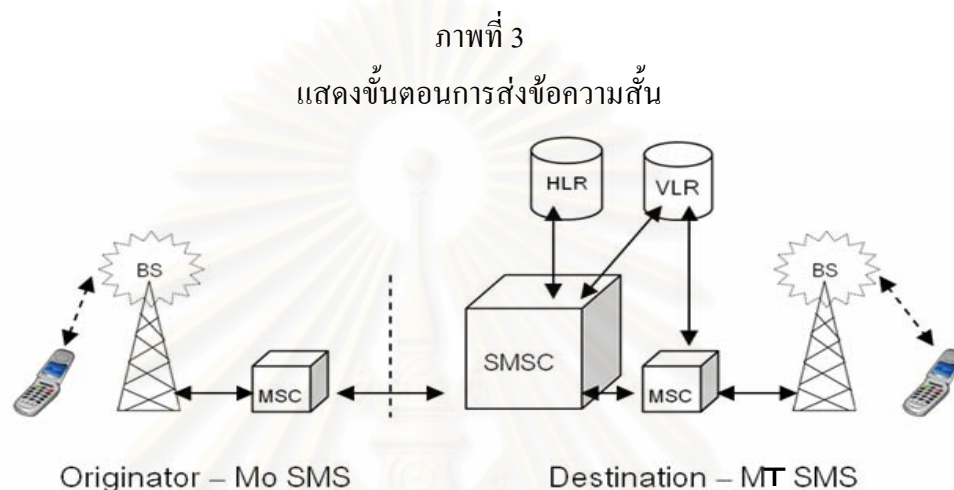 ภาพที่ 3
แสดงขั้นตอนการส่งข้อความสั้น
HLR
VLR
BS
BS
SMSC
MSC
MSC
Originator – Mo SMS
Destination – MT SMS